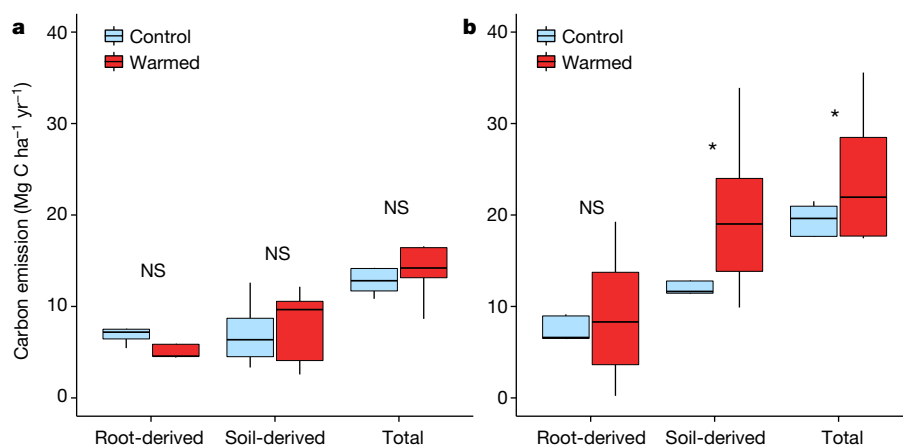 a
Control
Warmed
40
30
20
10
0
Carbon emission (Mg C ha⁻¹ yr⁻¹)
NS
NS
NS
Root-derived Soil-derived Total
b
Control
Warmed
40
30
20
10
0
NS
*
*
Root-derived Soil-derived Total